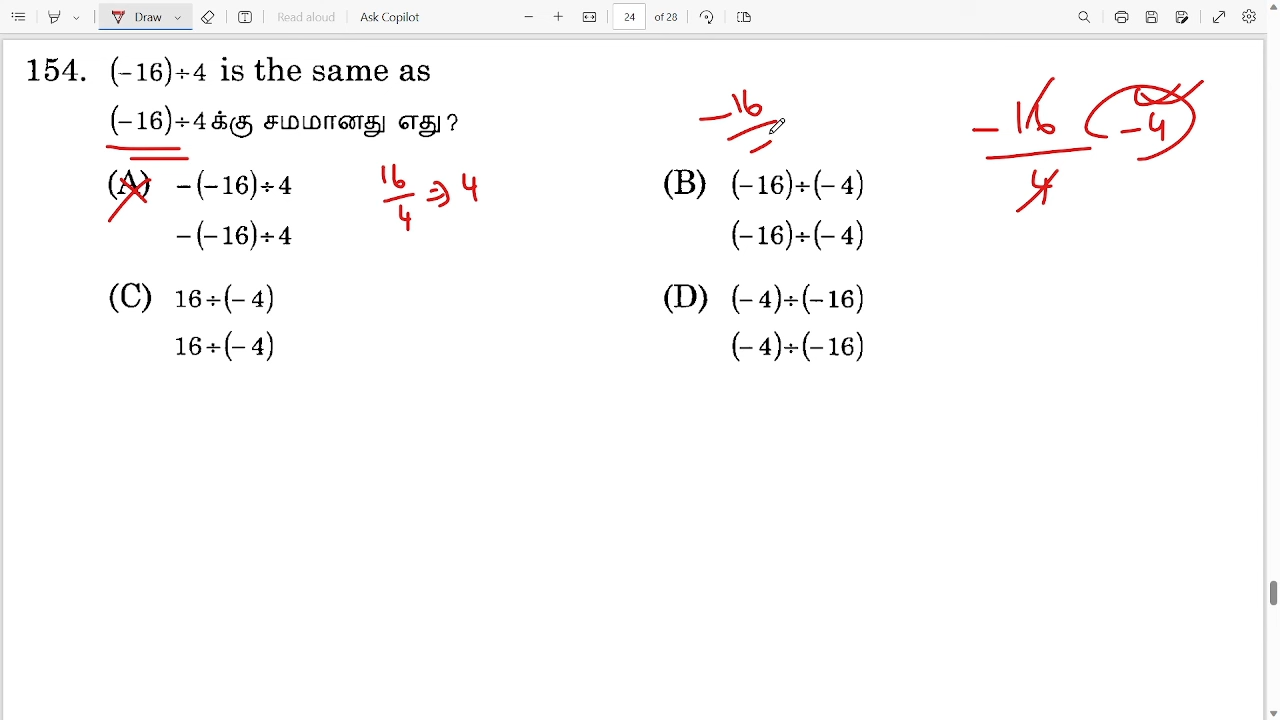 Draw
Read aloud
Ask Copilot
24 of 28
154. (−16)÷4 is the same as
(−16)÷4க்கு சமமானது எது?
(A) −(−16)÷4
−(−16)÷4
(B) (−16)÷(−4)
(−16)÷(−4)
(C) 16÷(−4)
16÷(−4)
(D) (−4)÷(−16)
(−4)÷(−16)
16
4 ⇒ 4
−16
−
−16
4
−4